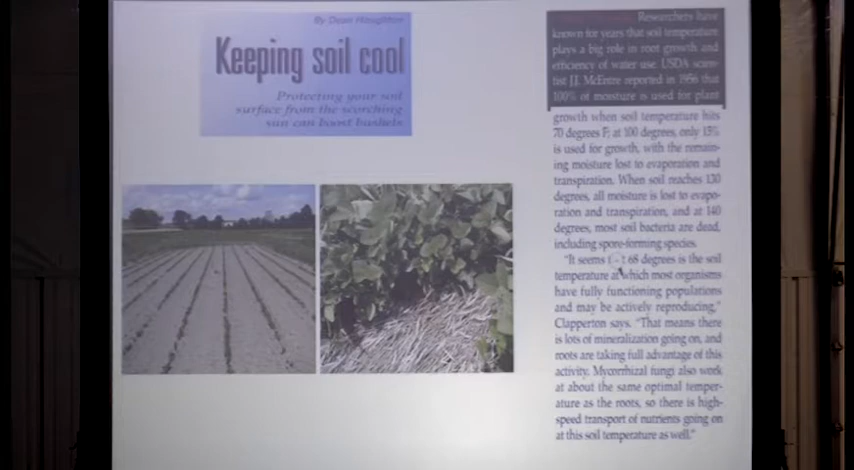 By Dean Houghton
Keeping soil cool
Protecting your soil
surface from the scorching
sun can boost bushels
Researchers have
known for years that soil temperature
plays a big role in root growth and
efficiency of water use. USDA scien-
tist J.J. McEntire reported in 1956 that
100% of moisture is used for plant
growth when soil temperature hits
70 degrees F; at 100 degrees, only 15%
is used for growth, with the remain-
ing moisture lost to evaporation and
transpiration. When soil reaches 130
degrees, all moisture is lost to evapo-
ration and transpiration, and at 140
degrees, most soil bacteria are dead,
including spore-forming species.
"It seems 68 degrees is the soil
temperature at which most organisms
have fully functioning populations
and may be actively reproducing,"
Clapperton says. "That means there
is lots of mineralization going on, and
roots are taking full advantage of this
activity. Mycorrhizal fungi also work
at about the same optimal temper-
ature as the roots, so there is high-
speed transport of nutrients going on
at this soil temperature as well."